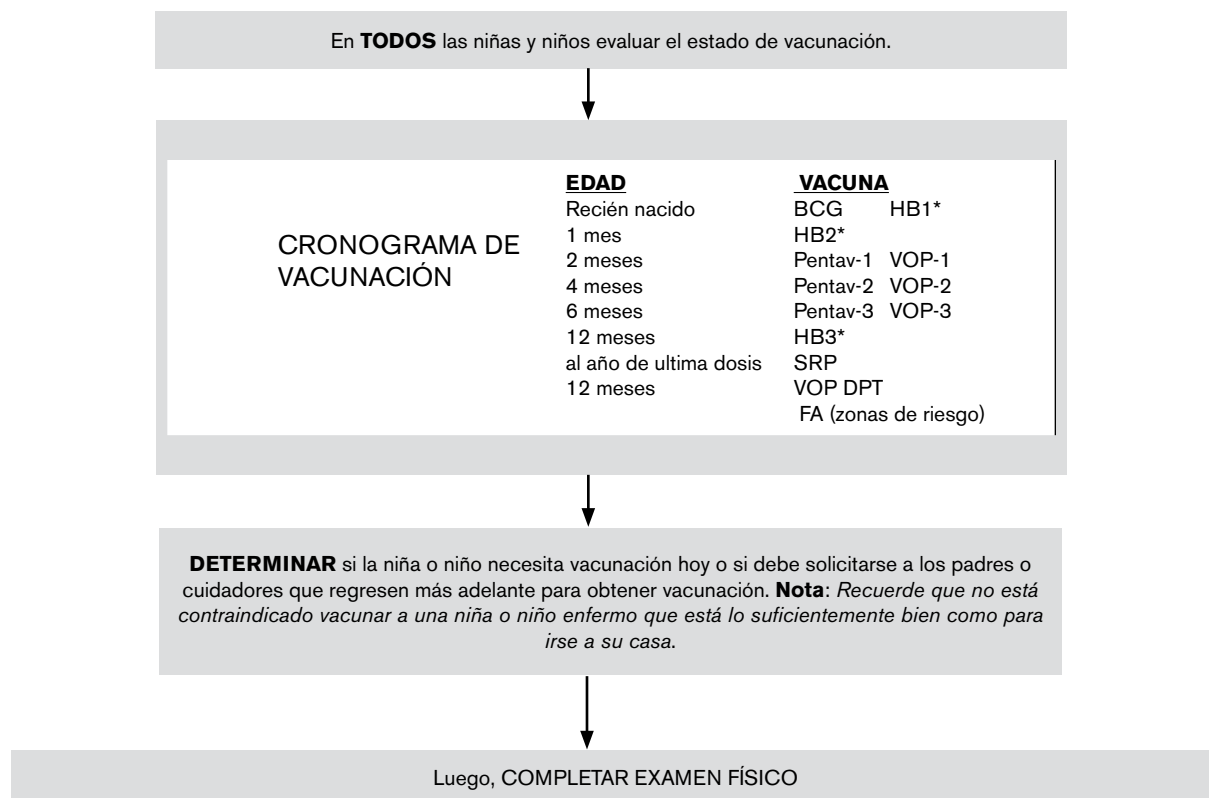 En TODOS las niñas y niños evaluar el estado de vacunación.
CRONOGRAMA DE
VACUNACIÓN
EDAD VACUNA
Recién nacido BCG HB1*
1 mes HB2*
2 meses Pentav-1 VOP-1
4 meses Pentav-2 VOP-2
6 meses Pentav-3 VOP-3
12 meses HB3*
al año de ultima dosis SRP
12 meses VOP DPT
FA (zonas de riesgo)
DETERMINAR si la niña o niño necesita vacunación hoy o si debe solicitarse a los padres o
cuidadores que regresen más adelante para obtener vacunación. Nota: Recuerde que no está
contraindicado vacunar a una niña o niño enfermo que está lo suficientemente bien como para
irse a su casa.
Luego, COMPLETAR EXAMEN FÍSICO